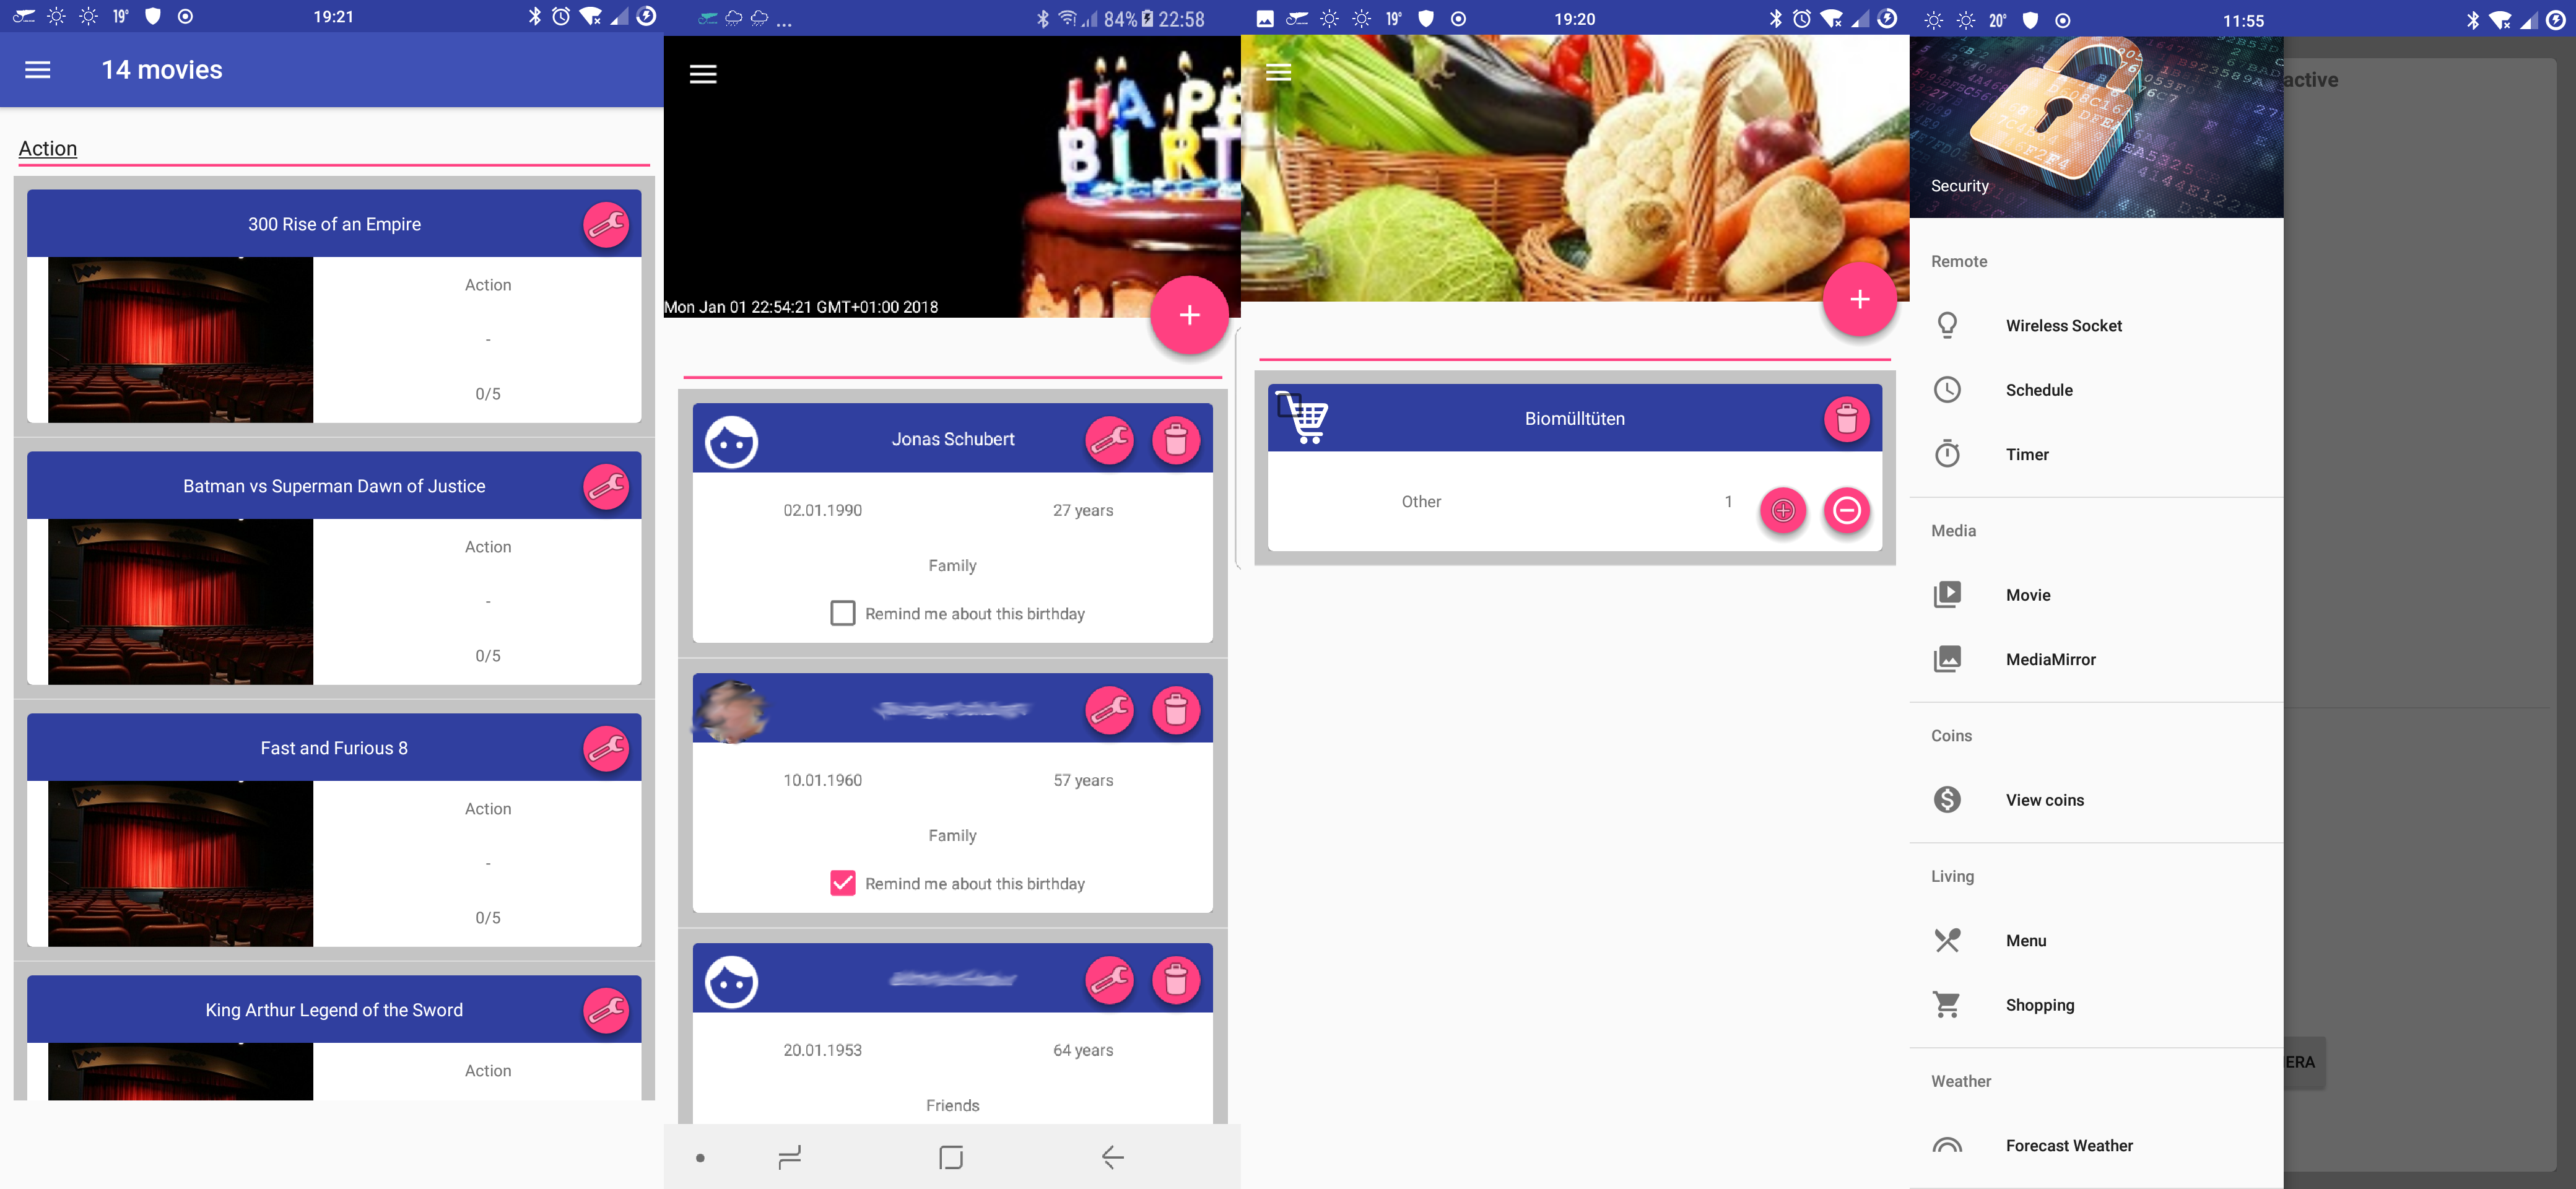 19° 19:21
14 movies
Action
300 Rise of an Empire
Action
-
0/5
Batman vs Superman Dawn of Justice
Action
-
0/5
Fast and Furious 8
Action
-
0/5
King Arthur Legend of the Sword
Action
... 84% 22:58
HAPP
BIRT
Mon Jan 01 22:54:21 GMT+01:00 2018
+
Jonas Schubert
02.01.1990 27 years
Family
Remind me about this birthday
10.01.1960 57 years
Family
Remind me about this birthday
20.01.1953 64 years
Friends
19° 19:20
+
Biomülltüten
Other 1
20° 11:55
Security
Remote
Wireless Socket
Schedule
Timer
Media
Movie
MediaMirror
Coins
View coins
Living
Menu
Shopping
Weather
Forecast Weather
active
ERA